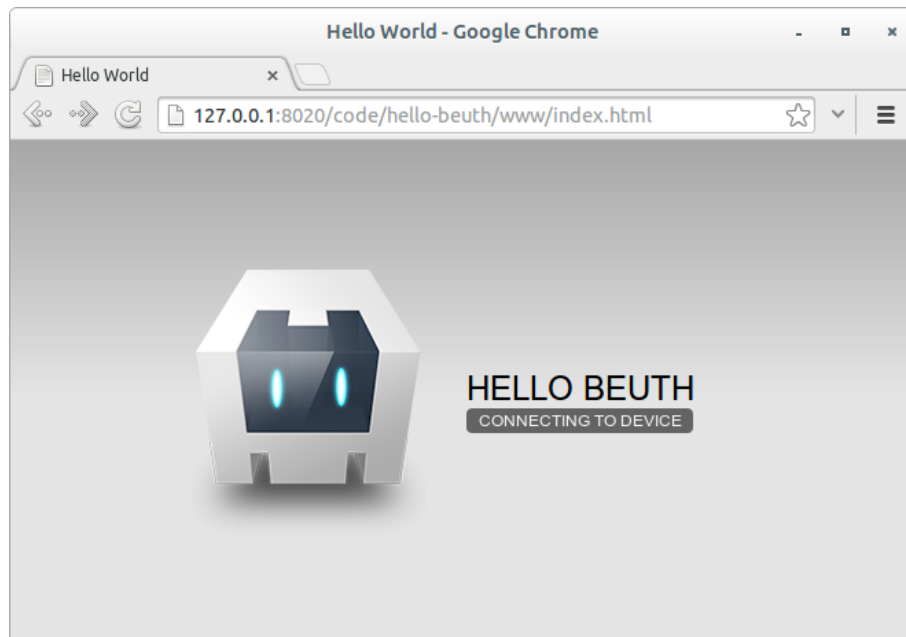 Hello World - Google Chrome
Hello World
127.0.0.1:8020/code/hello-beuth/www/index.html
HELLO BEUTH
CONNECTING TO DEVICE